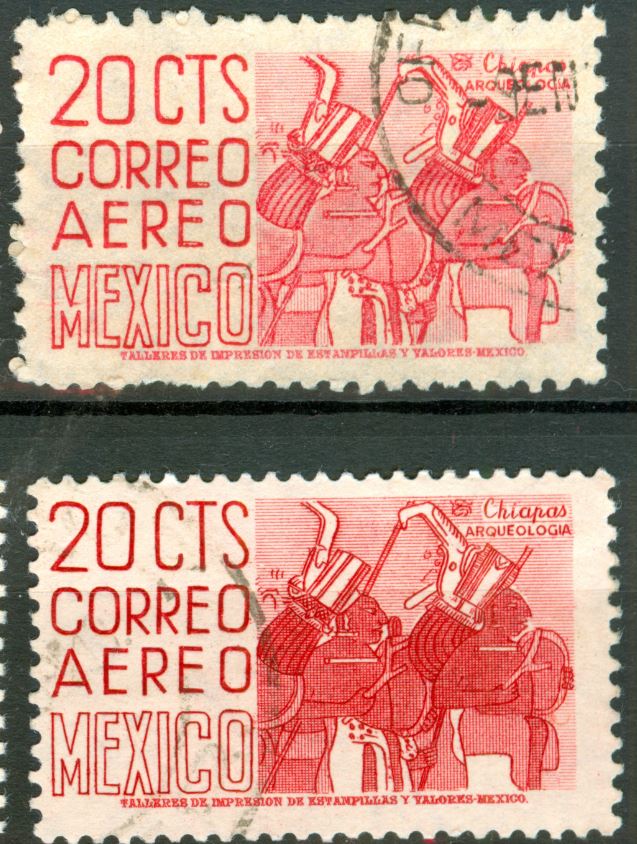 20 CTS
CORREO
AEREO
MEXICO
Chiapas
ARQUEOLOGIA
TALLERES DE IMPRESION DE ESTAMPILLAS Y VALORES-MEXICO.
MEX
20 CTS
CORREO
AEREO
MEXICO
Chiapas
ARQUEOLOGIA
TALLERES DE IMPRESION DE ESTAMPILLAS Y VALORES-MEXICO.